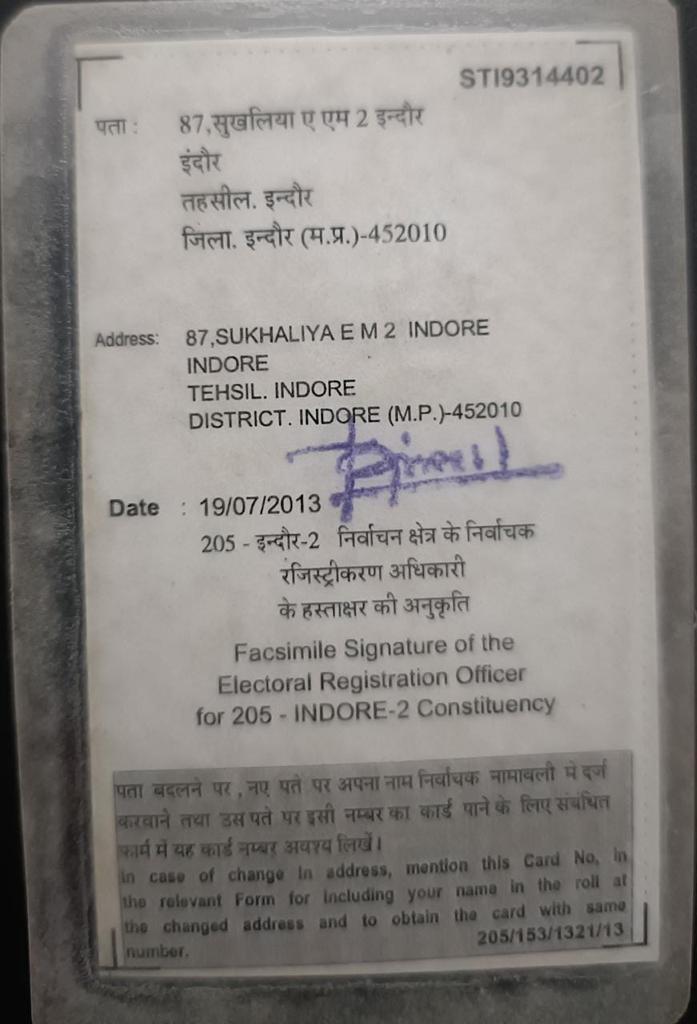 STI9314402
पता : 87,सुखलिया ए एम 2 इन्दौर
इंदौर
तहसील. इन्दौर
जिला. इन्दौर (म.प्र.)-452010
Address: 87,SUKHALIYA E M 2 INDORE
INDORE
TEHSIL. INDORE
DISTRICT. INDORE (M.P.)-452010
Date : 19/07/2013
205 - इन्दौर-2 निर्वाचन क्षेत्र के निर्वाचक
रजिस्ट्रीकरण अधिकारी
के हस्ताक्षर की अनुकृति
Facsimile Signature of the
Electoral Registration Officer
for 205 - INDORE-2 Constituency
पता बदलने पर , नए पते पर अपना नाम निर्वाचक नामावली में दर्ज
करवाने तथा उस पते पर इसी नम्बर का कार्ड पाने के लिए संबंधित
फार्म में यह कार्ड नम्बर अवश्य लिखें।
In case of change in address, mention this Card No. in
the relevant Form for including your name in the roll at
the changed address and to obtain the card with same
number. 205/153/1321/13